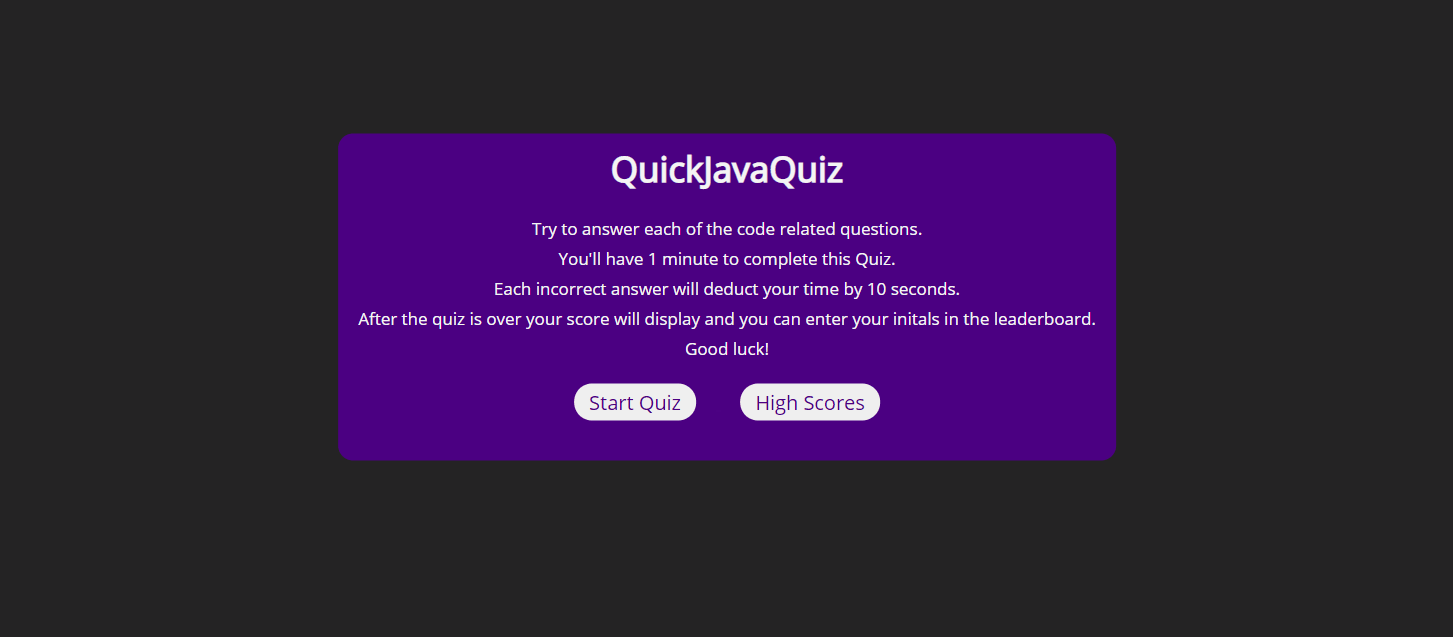 QuickJavaQuiz
Try to answer each of the code related questions.
You'll have 1 minute to complete this Quiz.
Each incorrect answer will deduct your time by 10 seconds.
After the quiz is over your score will display and you can enter your initals in the leaderboard.
Good luck!
Start Quiz
High Scores